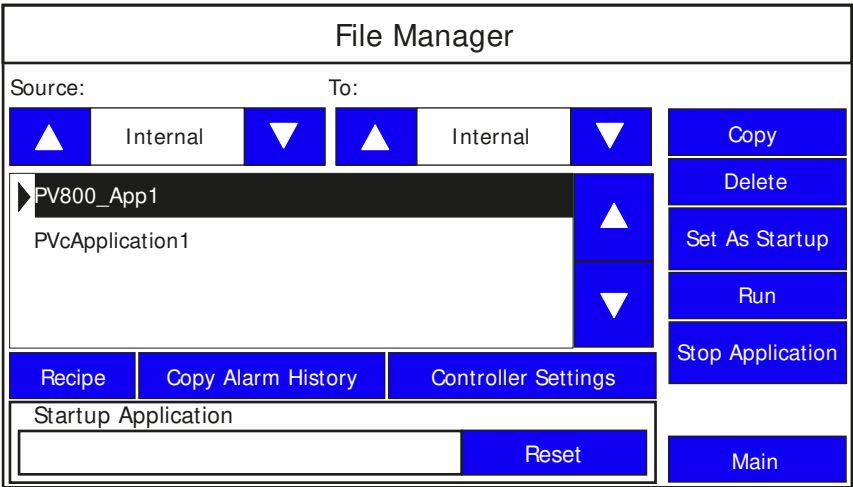 File Manager
Source:
To:
Internal
Internal
Copy
Delete
Set As Startup
Run
Stop Application
PV800_App1
PVcApplication1
Recipe
Copy Alarm History
Controller Settings
Startup Application
Reset
Main